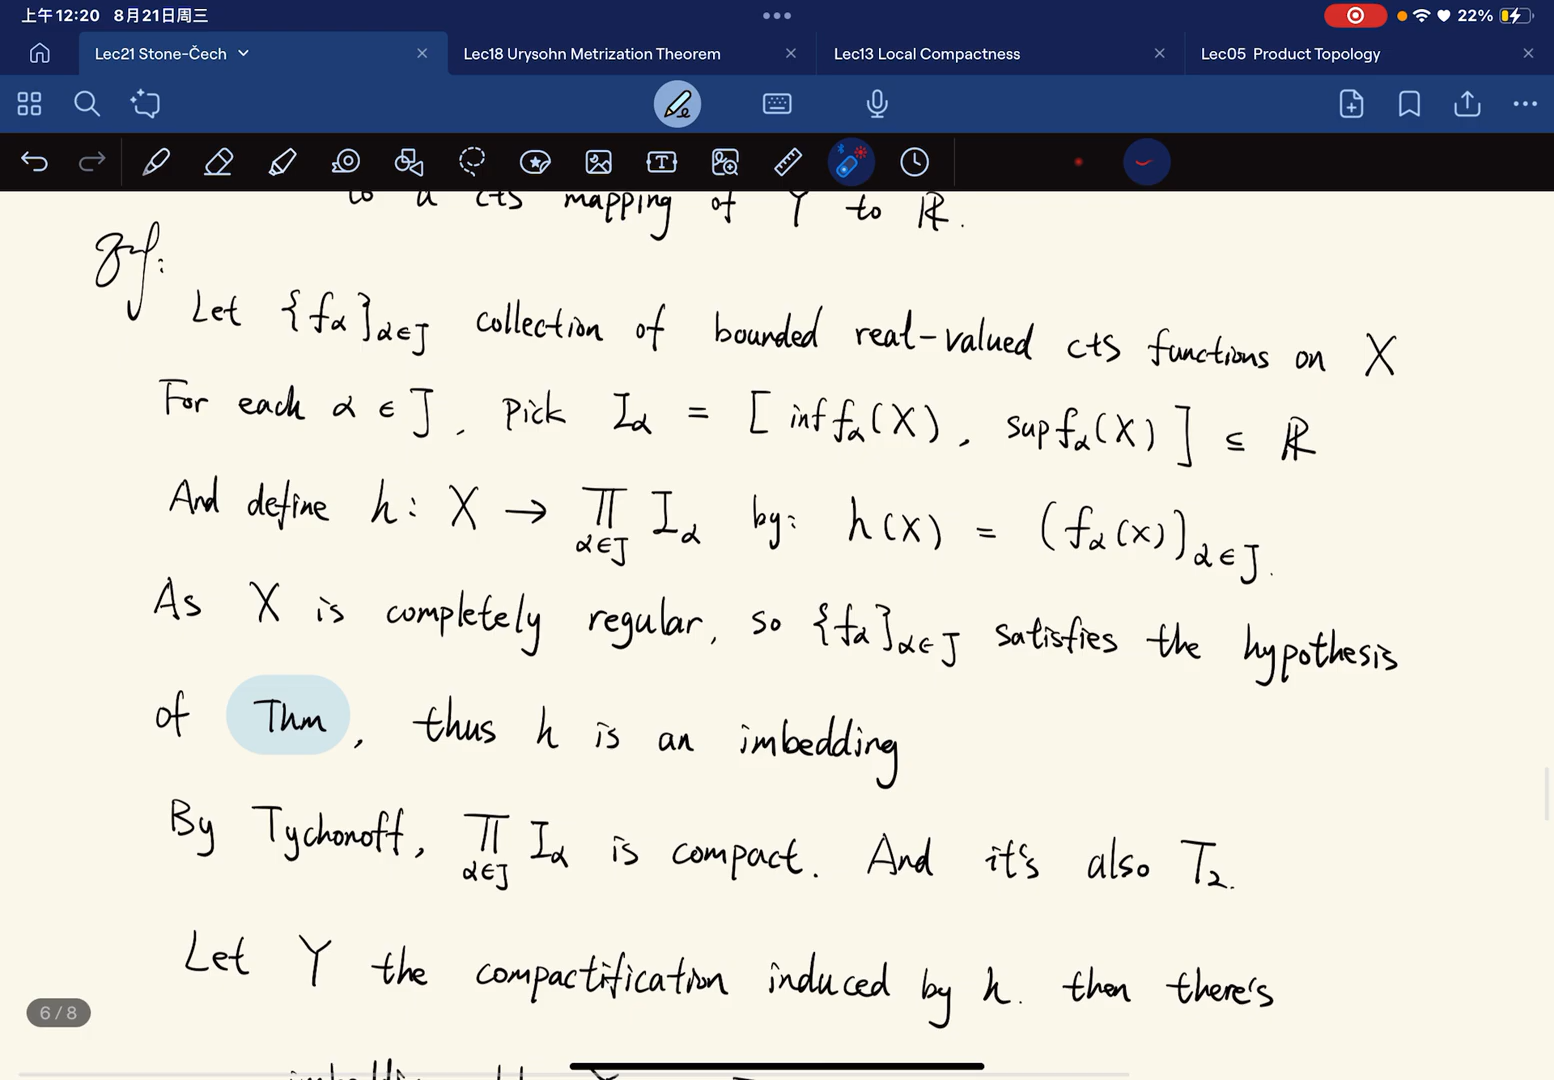 上午12:20 8月21日周三
22%
Lec21 Stone-Čech
Lec18 Urysohn Metrization Theorem
Lec13 Local Compactness
Lec05 Product Topology
to a cts mapping of Y to ℝ.
Let {fα}α∈J collection of bounded real-valued cts functions on X
For each α ∈ J, Pick Iα = [inf fα(X), sup fα(X)] ⊆ ℝ
And define h: X → ∏α∈J Iα by: h(x) = (fα(x))α∈J.
As X is completely regular, so {fα}α∈J satisfies the hypothesis
of Thm, thus h is an imbedding
By Tychonoff, ∏α∈J Iα is compact. And it's also T₂.
Let Y the compactification induced by h. then there's
6 / 8